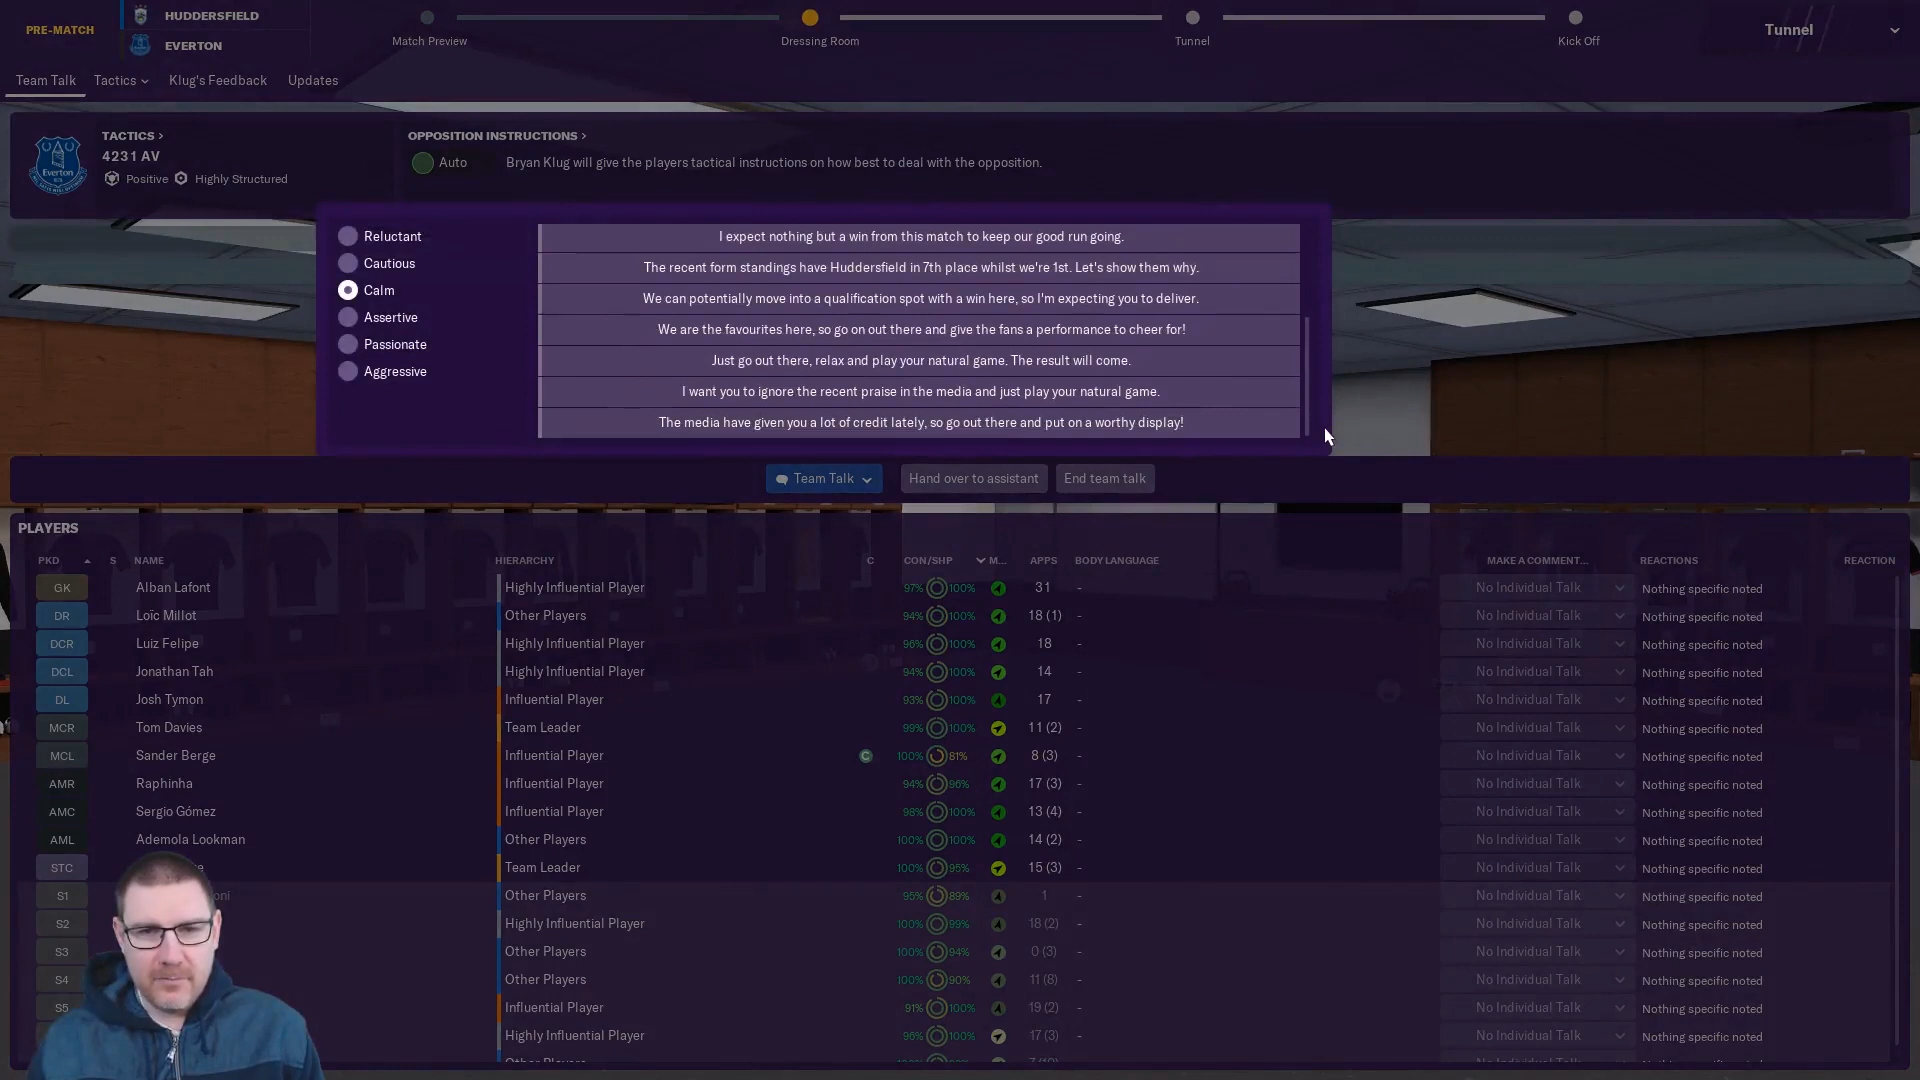 PRE-MATCH
HUDDERSFIELD
EVERTON
Match Preview
Dressing Room
Tunnel
Kick Off
Tunnel
Team Talk
Tactics
Klug's Feedback
Updates
Everton
TACTICS >
4231 AV
Positive
Highly Structured
OPPOSITION INSTRUCTIONS >
Auto
Bryan Klug will give the players tactical instructions on how best to deal with the opposition.
Reluctant
Cautious
Calm
Assertive
Passionate
Aggressive
I expect nothing but a win from this match to keep our good run going.
The recent form standings have Huddersfield in 7th place whilst we're 1st. Let's show them why.
We can potentially move into a qualification spot with a win here, so I'm expecting you to deliver.
We are the favourites here, so go on out there and give the fans a performance to cheer for!
Just go out there, relax and play your natural game. The result will come.
I want you to ignore the recent praise in the media and just play your natural game.
The media have given you a lot of credit lately, so go out there and put on a worthy display!
Team Talk
Hand over to assistant
End team talk
PLAYERS
PKD S NAME HIERARCHY C CON/SHP M... APPS BODY LANGUAGE MAKE A COMMENT... REACTIONS REACTION
GK Alban Lafont Highly Influential Player 97% 100% 31 - No Individual Talk Nothing specific noted
DR Loïc Millot Other Players 94% 100% 18 (1) - No Individual Talk Nothing specific noted
DCR Luiz Felipe Highly Influential Player 96% 100% 18 - No Individual Talk Nothing specific noted
DCL Jonathan Tah Highly Influential Player 94% 100% 14 - No Individual Talk Nothing specific noted
DL Josh Tymon Influential Player 93% 100% 17 - No Individual Talk Nothing specific noted
MCR Tom Davies Team Leader 99% 100% 11 (2) - No Individual Talk Nothing specific noted
MCL Sander Berge Influential Player C 100% 81% 8 (3) - No Individual Talk Nothing specific noted
AMR Raphinha Influential Player 94% 96% 17 (3) - No Individual Talk Nothing specific noted
AMC Sergio Gómez Influential Player 98% 100% 13 (4) - No Individual Talk Nothing specific noted
AML Ademola Lookman Other Players 100% 100% 14 (2) - No Individual Talk Nothing specific noted
STC Team Leader 100% 95% 15 (3) - No Individual Talk Nothing specific noted
S1 Other Players 95% 89% 1 - No Individual Talk Nothing specific noted
S2 Highly Influential Player 100% 99% 18 (2) - No Individual Talk Nothing specific noted
S3 Other Players 100% 94% 0 (3) - No Individual Talk Nothing specific noted
S4 Other Players 100% 90% 11 (8) - No Individual Talk Nothing specific noted
S5 Influential Player 91% 100% 19 (2) - No Individual Talk Nothing specific noted
Highly Influential Player 96% 100% 17 (3) - No Individual Talk Nothing specific noted